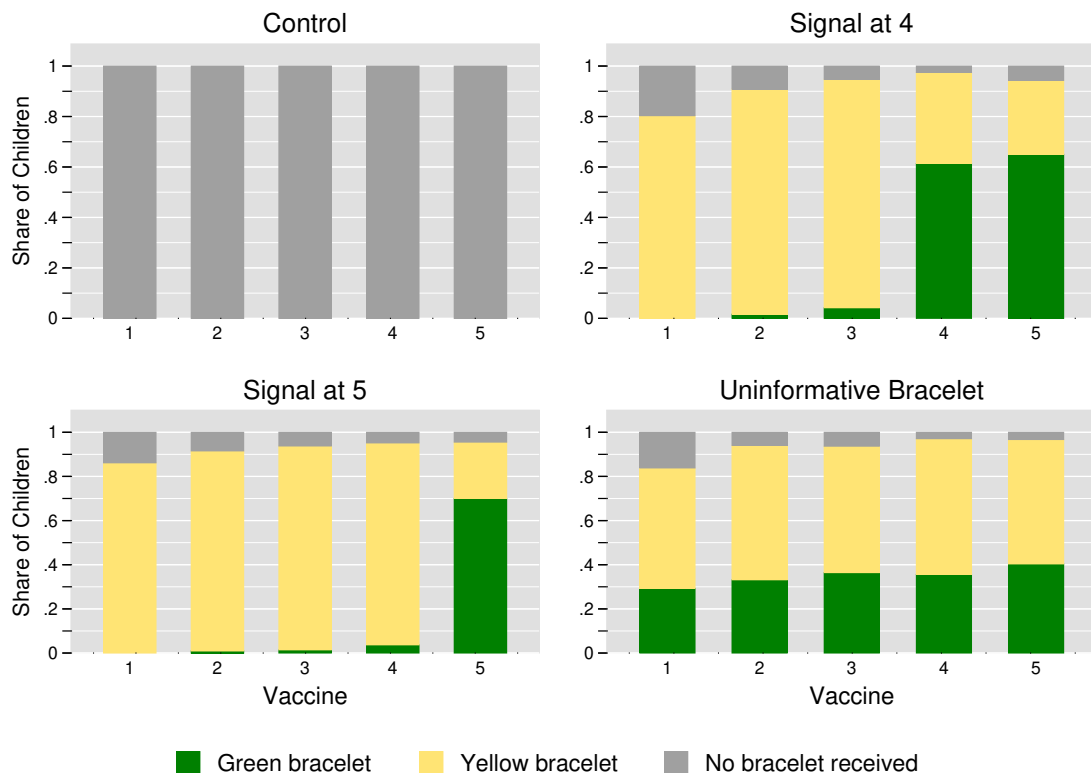 Control
Signal at 4
Share of Children
1
.8
.6
.4
.2
0
1 2 3 4 5
1
.8
.6
.4
.2
0
1 2 3 4 5
Signal at 5
Uninformative Bracelet
Share of Children
1
.8
.6
.4
.2
0
1 2 3 4 5
Vaccine
1
.8
.6
.4
.2
0
1 2 3 4 5
Vaccine
Green bracelet Yellow bracelet No bracelet received